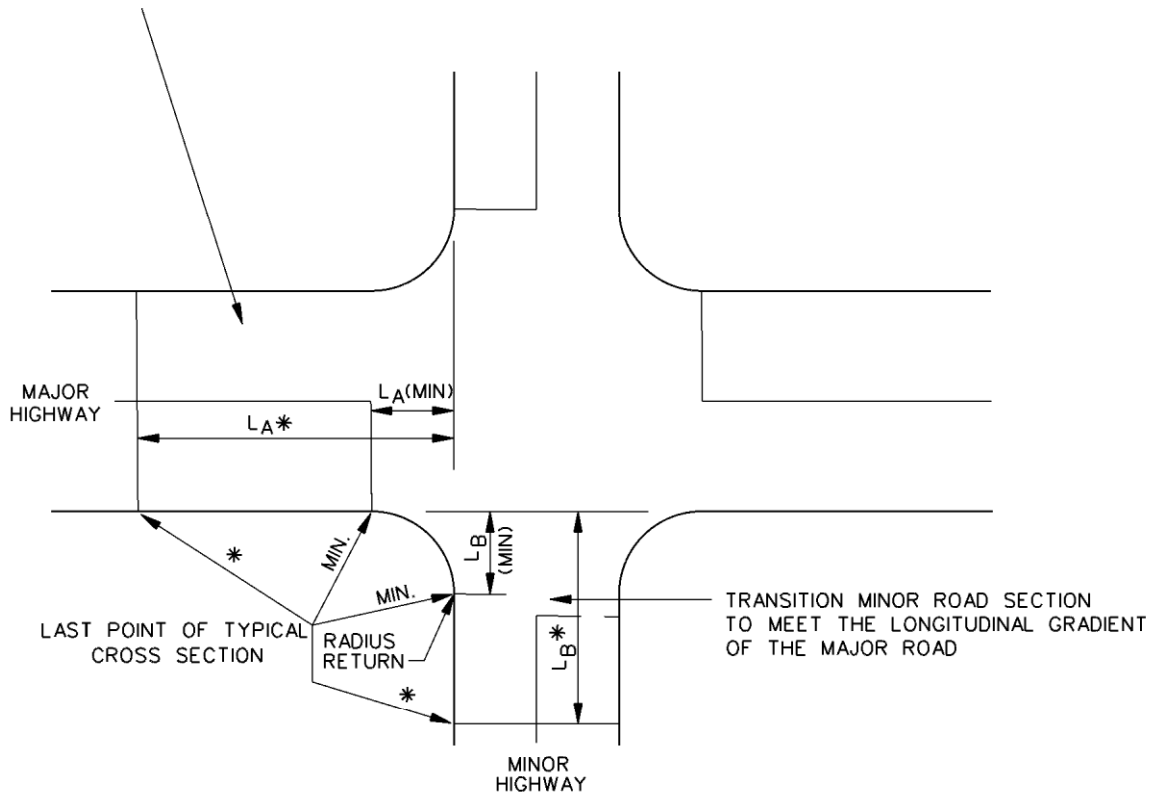 MAJOR
HIGHWAY
LA(MIN)
LA*
*
MIN.
MIN.
LAST POINT OF TYPICAL
CROSS SECTION
RADIUS
RETURN
*
LB
(MIN)
LB*
TRANSITION MINOR ROAD SECTION
TO MEET THE LONGITUDINAL GRADIENT
OF THE MAJOR ROAD
MINOR
HIGHWAY